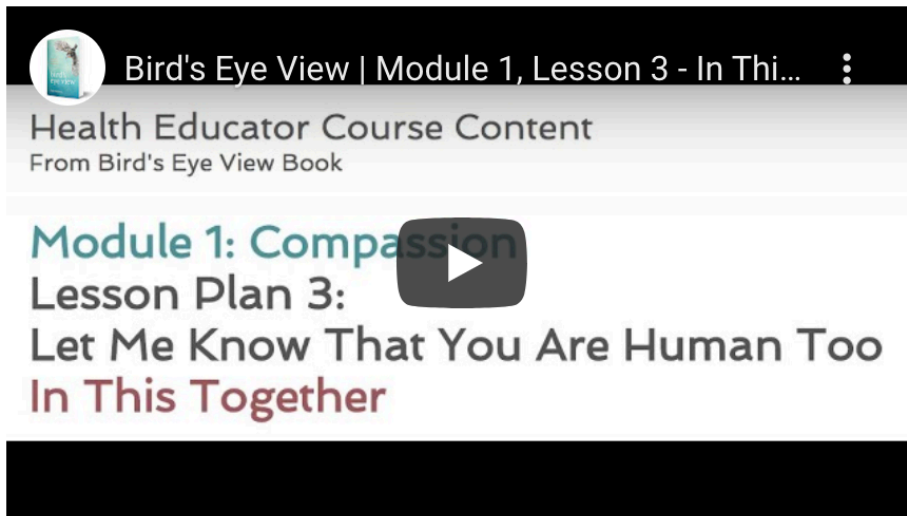 Bird's Eye View | Module 1, Lesson 3 - In Thi...
Health Educator Course Content
From Bird's Eye View Book
Module 1: Compassion
Lesson Plan 3:
Let Me Know That You Are Human Too
In This Together